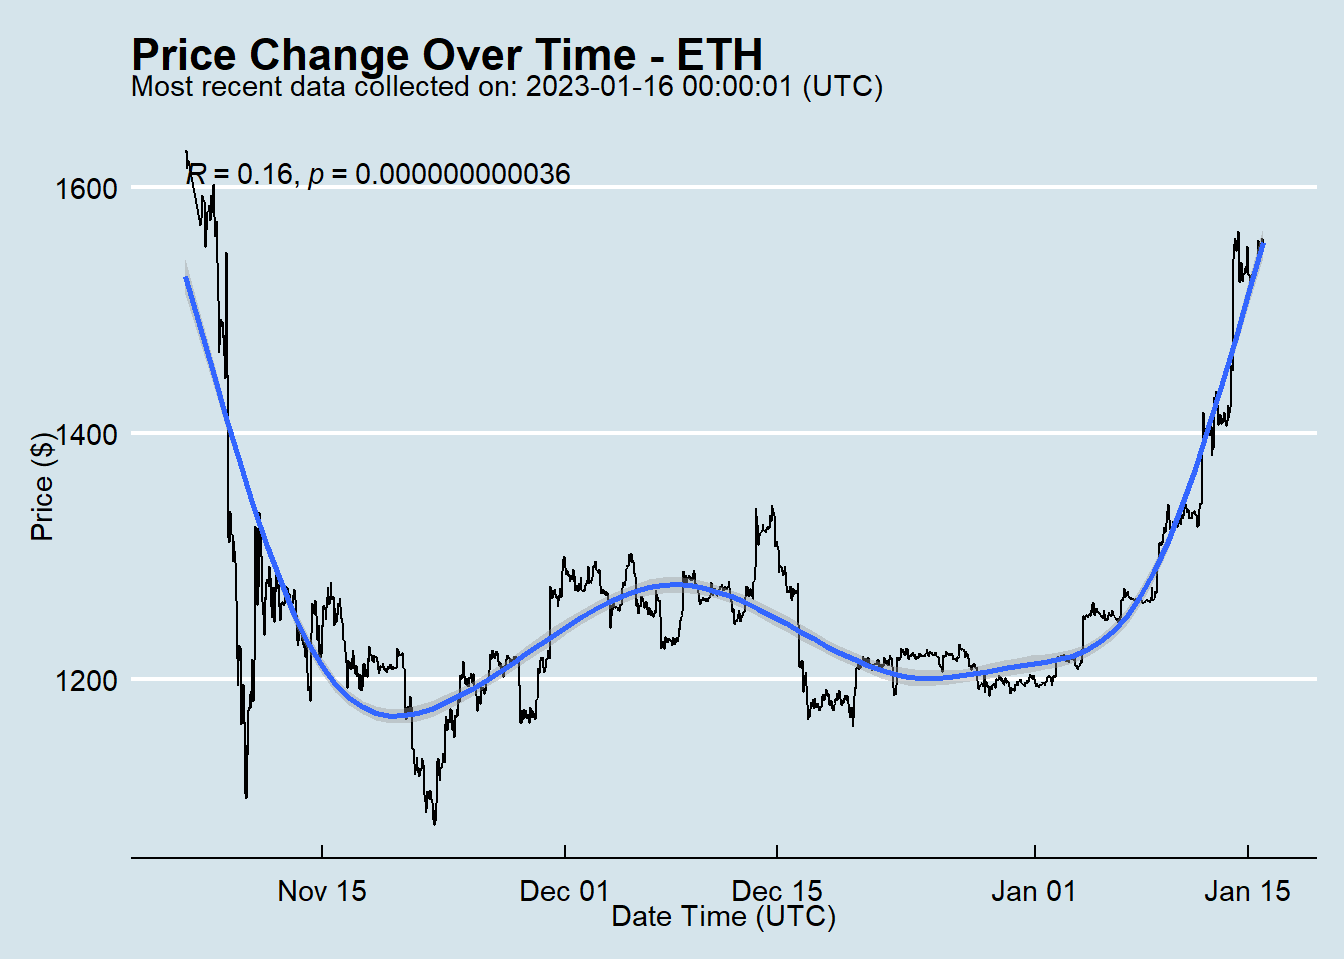 Price Change Over Time - ETH
Most recent data collected on: 2023-01-16 00:00:01 (UTC)
R = 0.16, p = 0.000000000036
1600
1400
1200
Price ($)
Nov 15 Dec 01 Dec 15 Jan 01 Jan 15
Date Time (UTC)